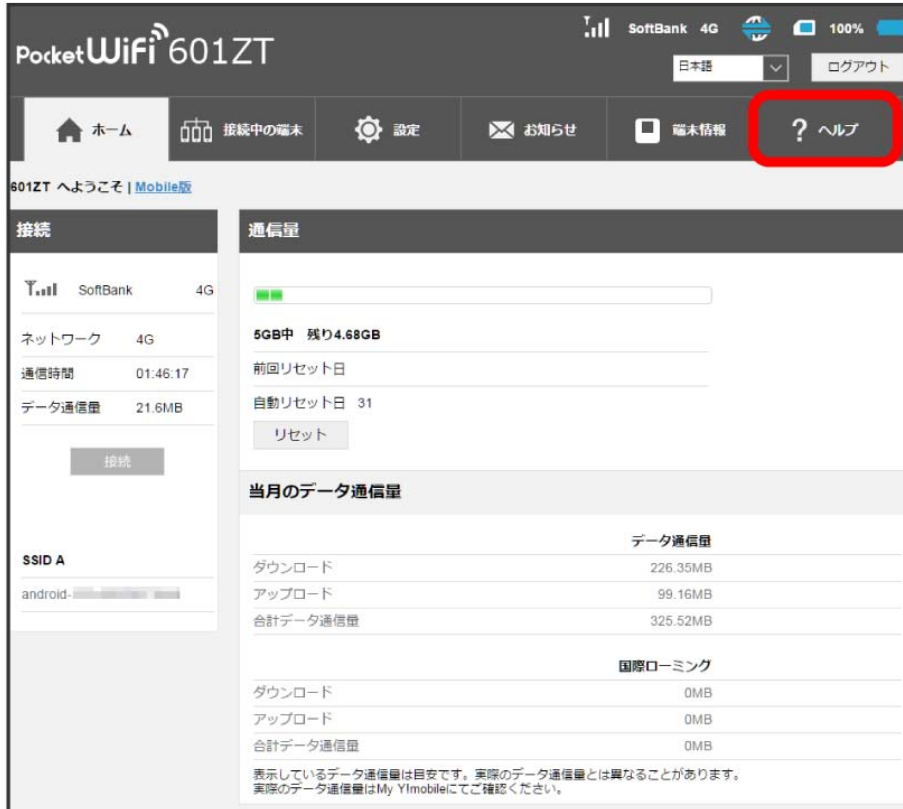 Pocket WiFi 601ZT
SoftBank 4G 100%
日本語 ログアウト
ホーム 接続中の端末 設定 お知らせ 端末情報 ? ヘルプ
601ZT へようこそ | Mobile版
接続
SoftBank 4G
ネットワーク 4G
通信時間 01:46:17
データ通信量 21.6MB
接続
SSID A
android-
通信量
5GB中 残り4.68GB
前回リセット日
自動リセット日 31
リセット
当月のデータ通信量
データ通信量
ダウンロード 226.35MB
アップロード 99.16MB
合計データ通信量 325.52MB
国際ローミング
ダウンロード 0MB
アップロード 0MB
合計データ通信量 0MB
表示しているデータ通信量は目安です。実際のデータ通信量とは異なることがあります。
実際のデータ通信量はMy Y!mobileにてご確認ください。